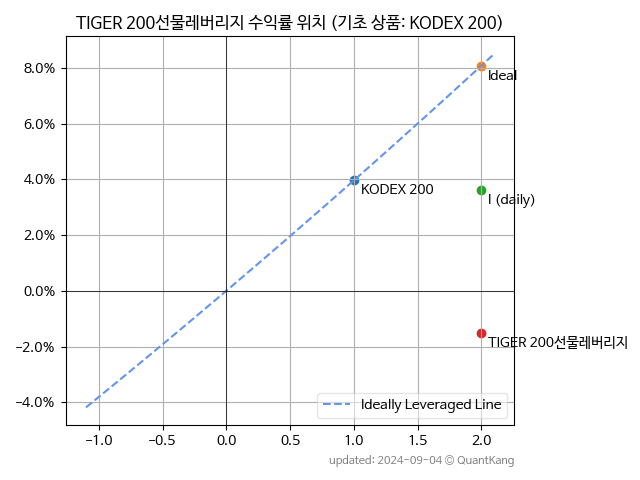 TIGER 200선물레버리지 수익률 위치 (기초 상품: KODEX 200)
8.0%
6.0%
4.0%
2.0%
0.0%
−2.0%
−4.0%
Ideal
KODEX 200
I (daily)
TIGER 200선물레버리지
Ideally Leveraged Line
−1.0 −0.5 0.0 0.5 1.0 1.5 2.0
updated: 2024-09-04 © QuantKang